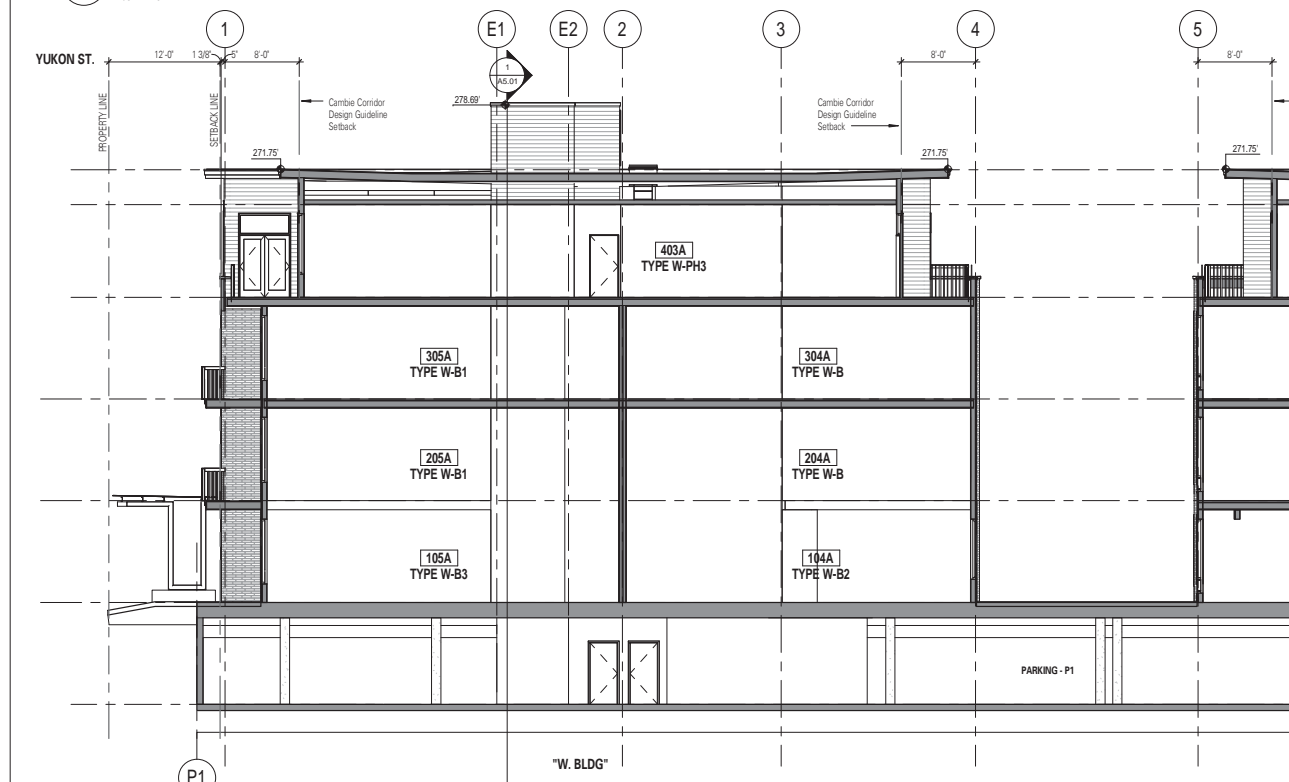 1
E1
E2
2
3
4
5
YUKON ST.
12'-0"
1 3/8"
5"
8'-0"
8'-0"
8'-0"
1
A5.01
278.69'
PROPERTY LINE
SETBACK LINE
Cambie Corridor
Design Guideline
Setback
Cambie Corridor
Design Guideline
Setback
271.75'
271.75'
271.75'
403A
TYPE W-PH3
305A
TYPE W-B1
304A
TYPE W-B
205A
TYPE W-B1
204A
TYPE W-B
105A
TYPE W-B3
104A
TYPE W-B2
PARKING - P1
"W. BLDG"
P1